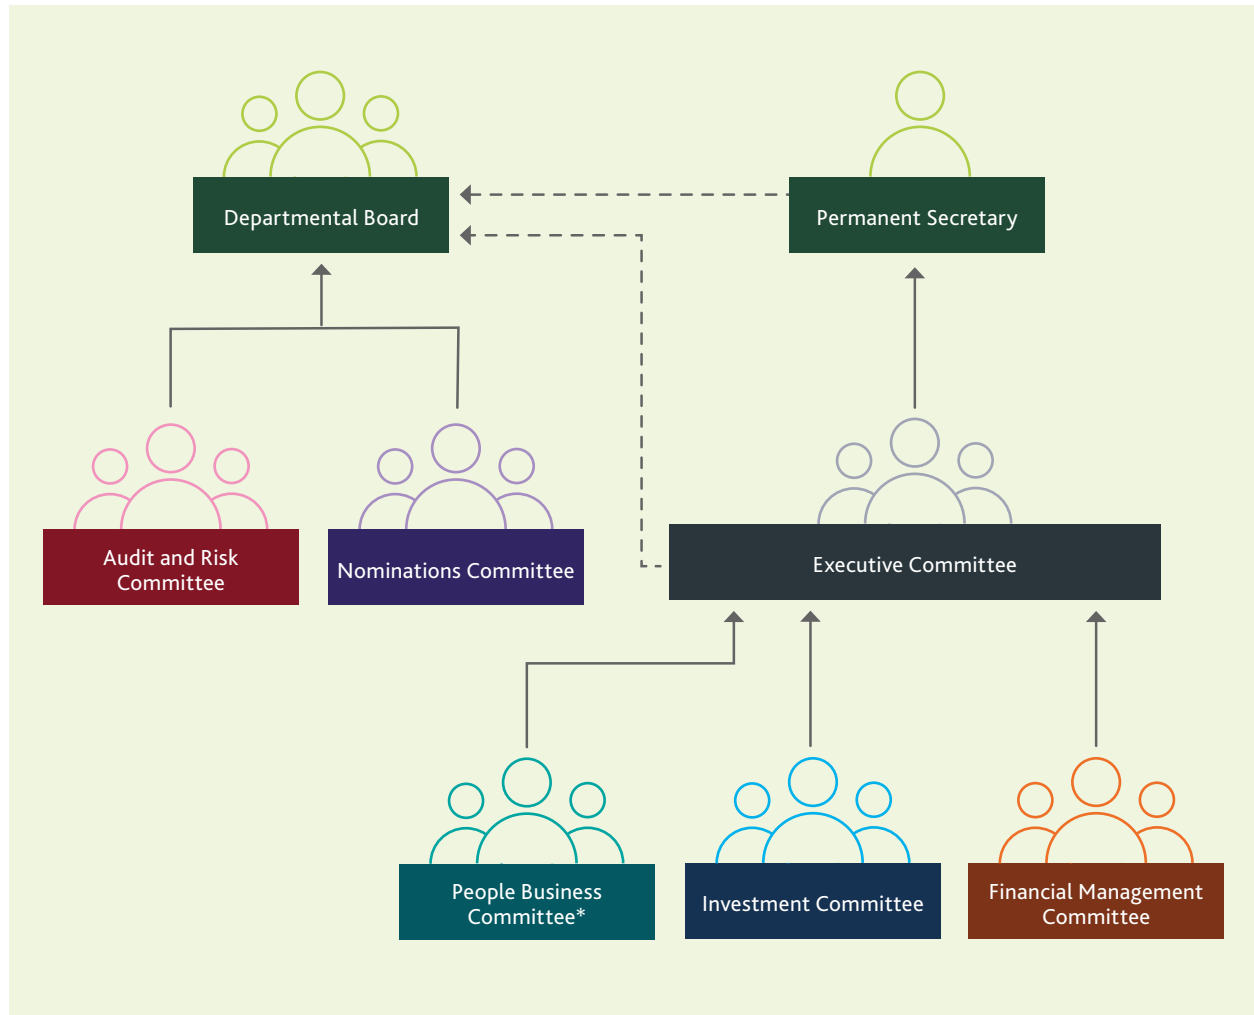 Departmental Board
Permanent Secretary
Audit and Risk
Committee
Nominations Committee
Executive Committee
People Business
Committee*
Investment Committee
Financial Management
Committee